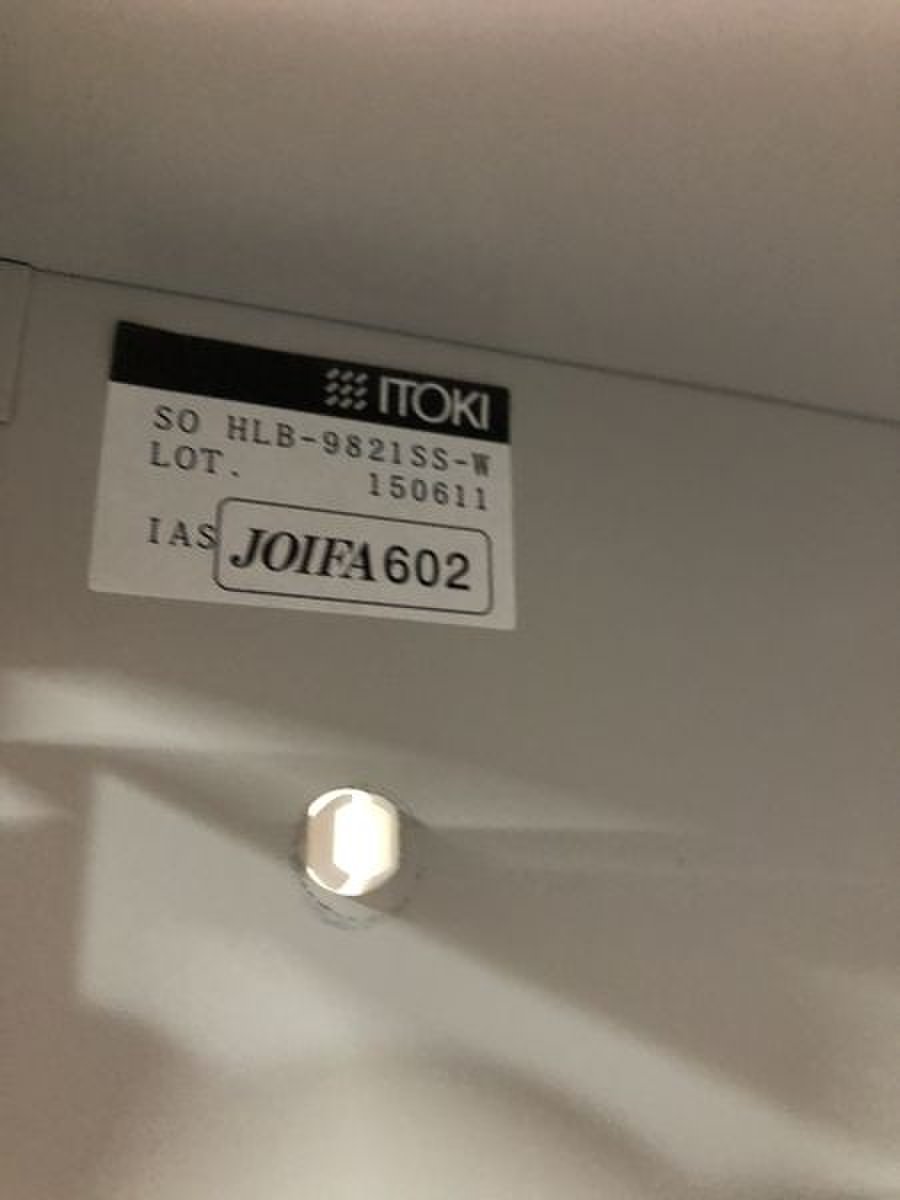 ITOKI
SO HLB-9821SS-W
LOT. 150611
IAS JOIFA602